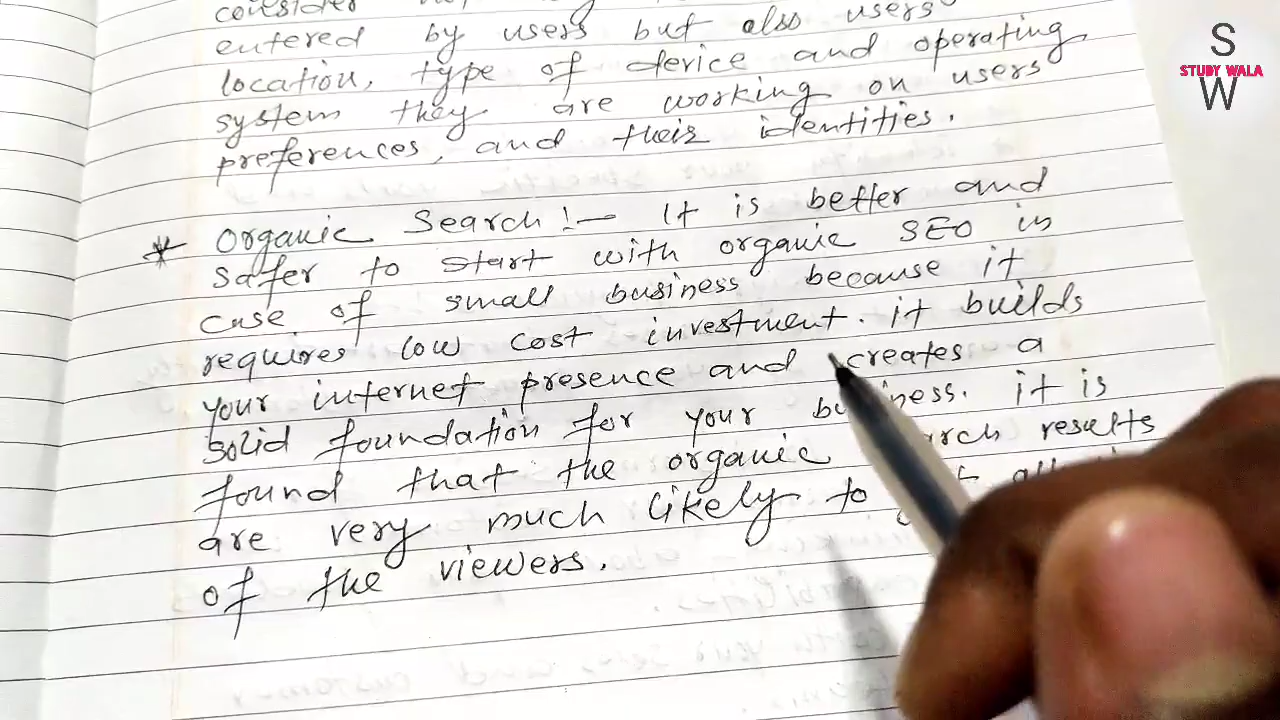 consider
entered by users but also users
location, type of device and operating
system they are working on users
preferences, and their identities.
* Organic Search!— It is better and
safer to start with organic SEO in
case of small business because it
requires low cost investment. it builds
your internet presence and creates a
solid foundation for your business. it is
found that the organic results
are very much likely to
of the viewers.
S
STUDY WALA
W